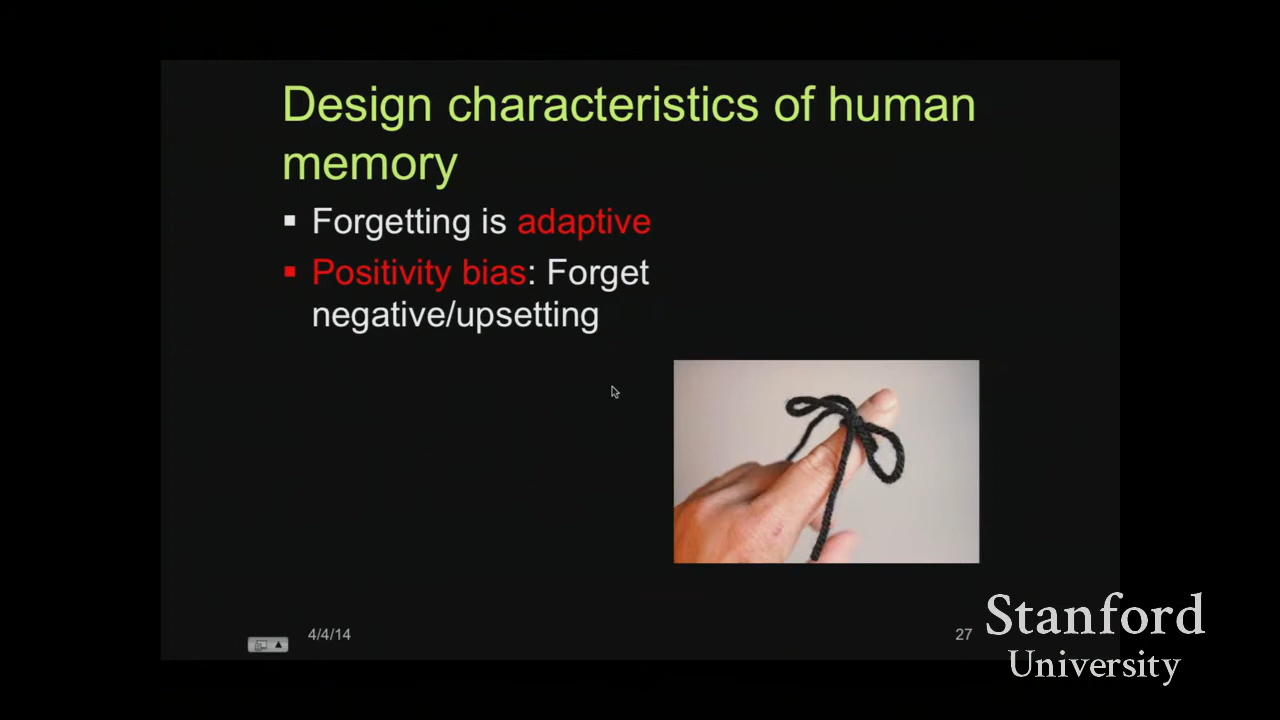 Design characteristics of human
memory
Forgetting is adaptive
Positivity bias: Forget
negative/upsetting
4/4/14
27
Stanford
University